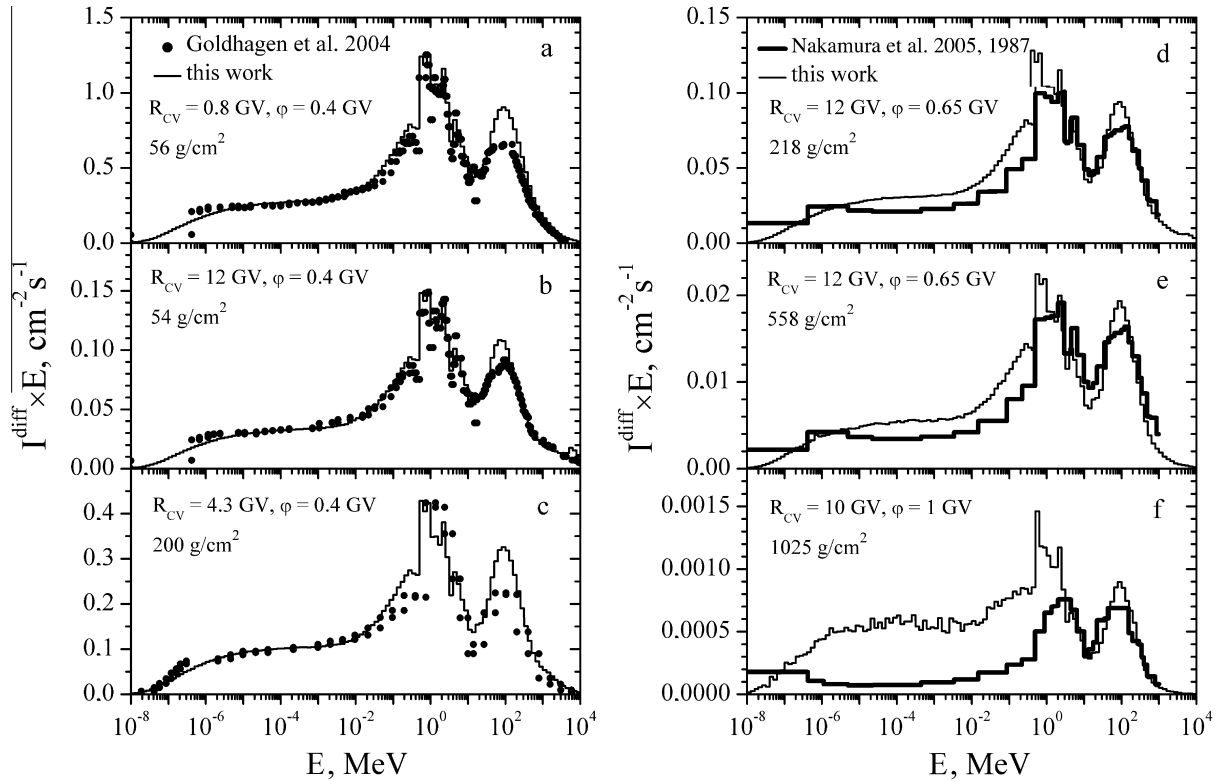 1.5
1.0
0.5
0.0
Goldhagen et al. 2004
this work
a
R_CV = 0.8 GV, φ = 0.4 GV
56 g/cm²
0.15
0.10
0.05
0.00
b
R_CV = 12 GV, φ = 0.4 GV
54 g/cm²
0.4
0.3
0.2
0.1
0.0
c
R_CV = 4.3 GV, φ = 0.4 GV
200 g/cm²
10⁻⁸ 10⁻⁶ 10⁻⁴ 10⁻² 10⁰ 10² 10⁴
E, MeV
I^diff×E, cm⁻²s⁻¹
0.10
0.05
0.00
Nakamura et al. 2005, 1987
this work
d
R_CV = 12 GV, φ = 0.65 GV
218 g/cm²
0.02
0.01
0.00
e
R_CV = 12 GV, φ = 0.65 GV
558 g/cm²
0.0015
0.0010
0.0005
0.0000
f
R_CV = 10 GV, φ = 1 GV
1025 g/cm²
10⁻⁸ 10⁻⁶ 10⁻⁴ 10⁻² 10⁰ 10² 10⁴
E, MeV
I^diff×E, cm⁻²s⁻¹